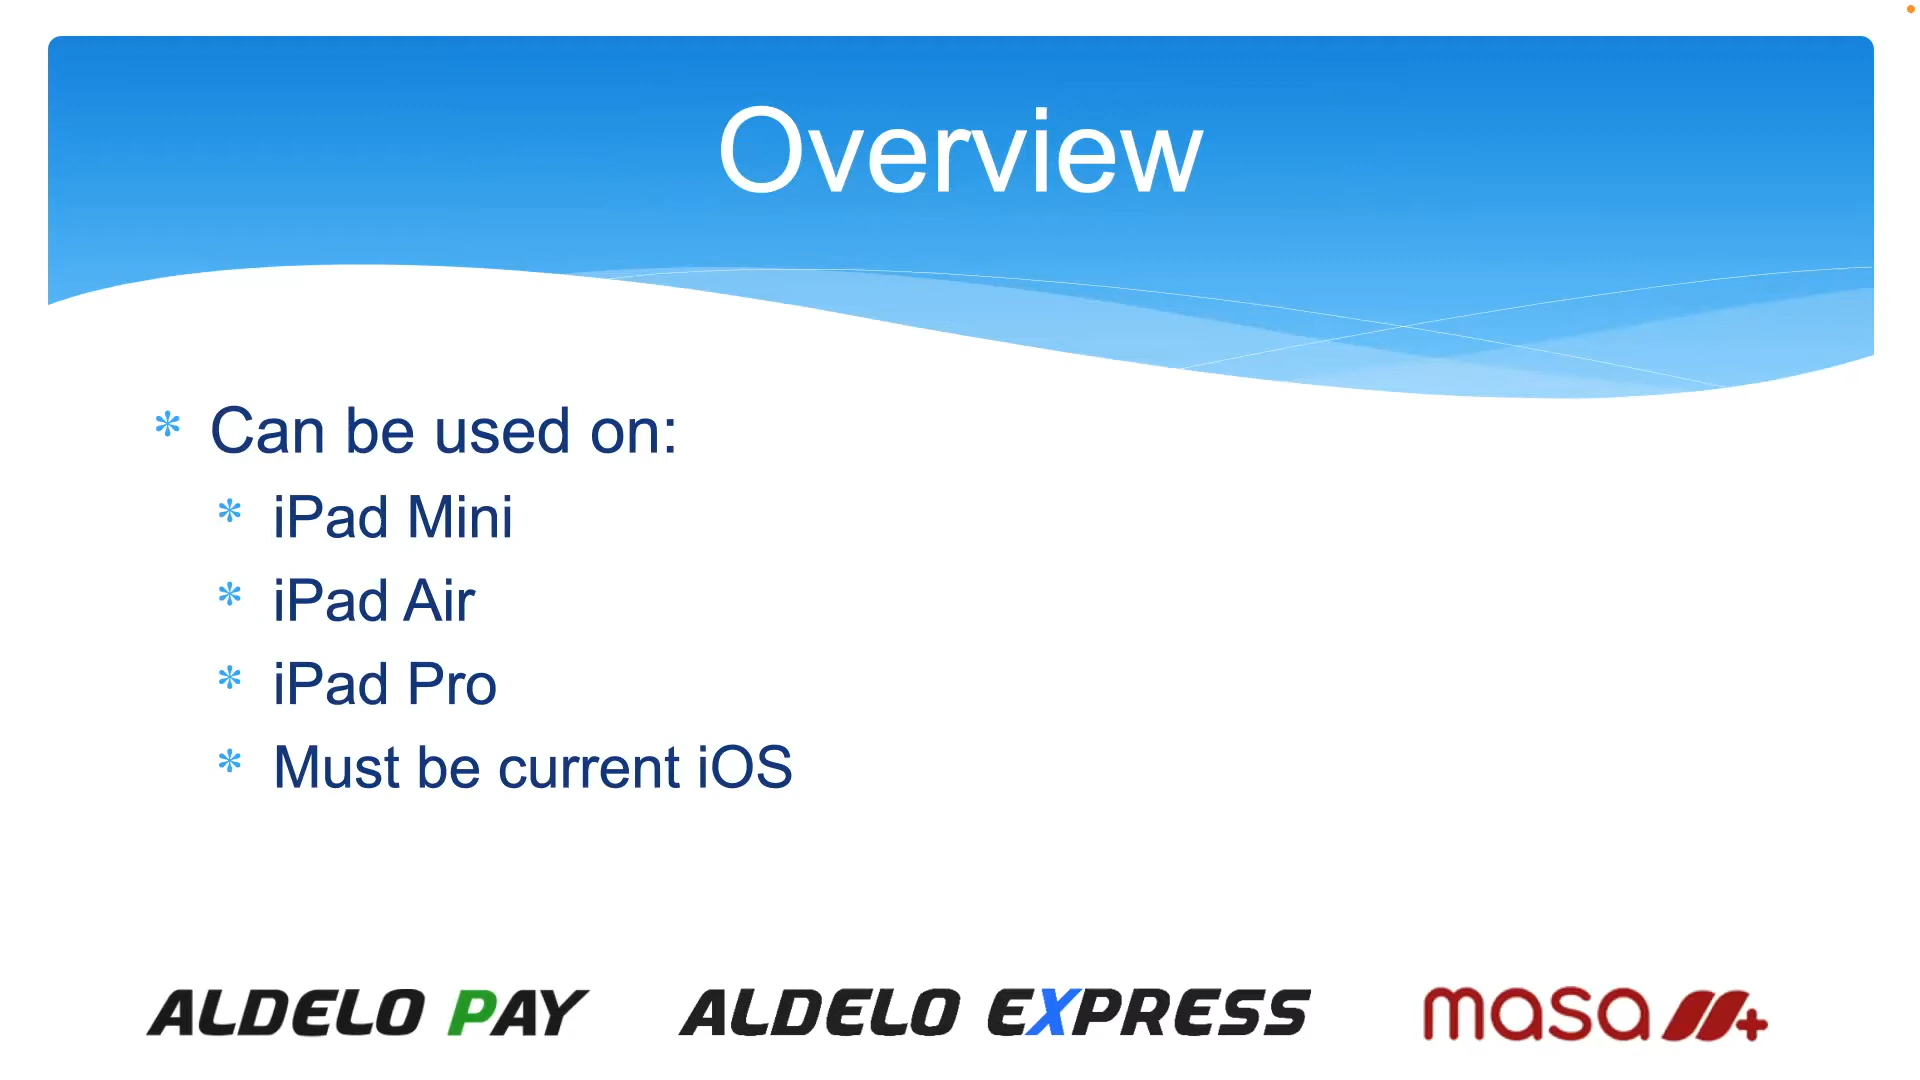 Overview
* Can be used on:
* iPad Mini
* iPad Air
* iPad Pro
* Must be current iOS
ALDELO PAY
ALDELO EXPRESS
masa